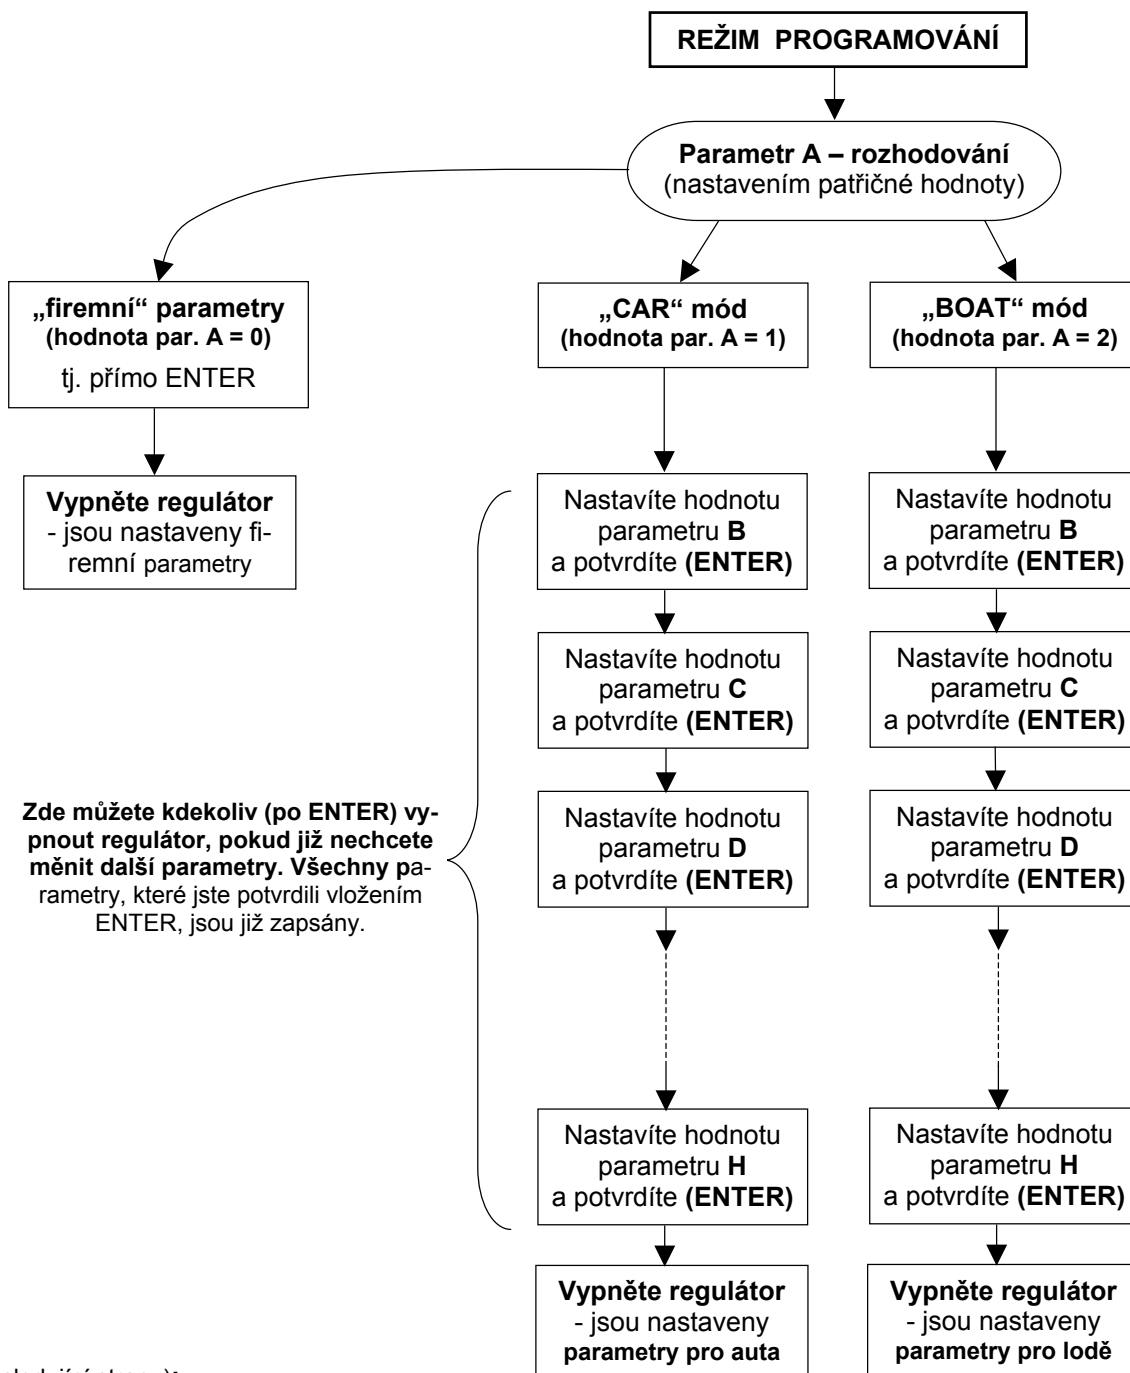 REŽIM PROGRAMOVÁNÍ
Parametr A – rozhodování
(nastavením patřičné hodnoty)
„firemní“ parametry
(hodnota par. A = 0)
tj. přímo ENTER
„CAR“ mód
(hodnota par. A = 1)
„BOAT“ mód
(hodnota par. A = 2)
Vypněte regulátor
- jsou nastaveny fi-
remní parametry
Nastavíte hodnotu
parametru B
a potvrdíte (ENTER)
Nastavíte hodnotu
parametru B
a potvrdíte (ENTER)
Nastavíte hodnotu
parametru C
a potvrdíte (ENTER)
Nastavíte hodnotu
parametru C
a potvrdíte (ENTER)
Zde můžete kdekoliv (po ENTER) vy-
pnout regulátor, pokud již nechcete
měnit další parametry. Všechny pa-
rametry, které jste potvrdili vložením
ENTER, jsou již zapsány.
Nastavíte hodnotu
parametru D
a potvrdíte (ENTER)
Nastavíte hodnotu
parametru D
a potvrdíte (ENTER)
Nastavíte hodnotu
parametru H
a potvrdíte (ENTER)
Nastavíte hodnotu
parametru H
a potvrdíte (ENTER)
Vypněte regulátor
- jsou nastaveny
parametry pro auta
Vypněte regulátor
- jsou nastaveny
parametry pro lodě